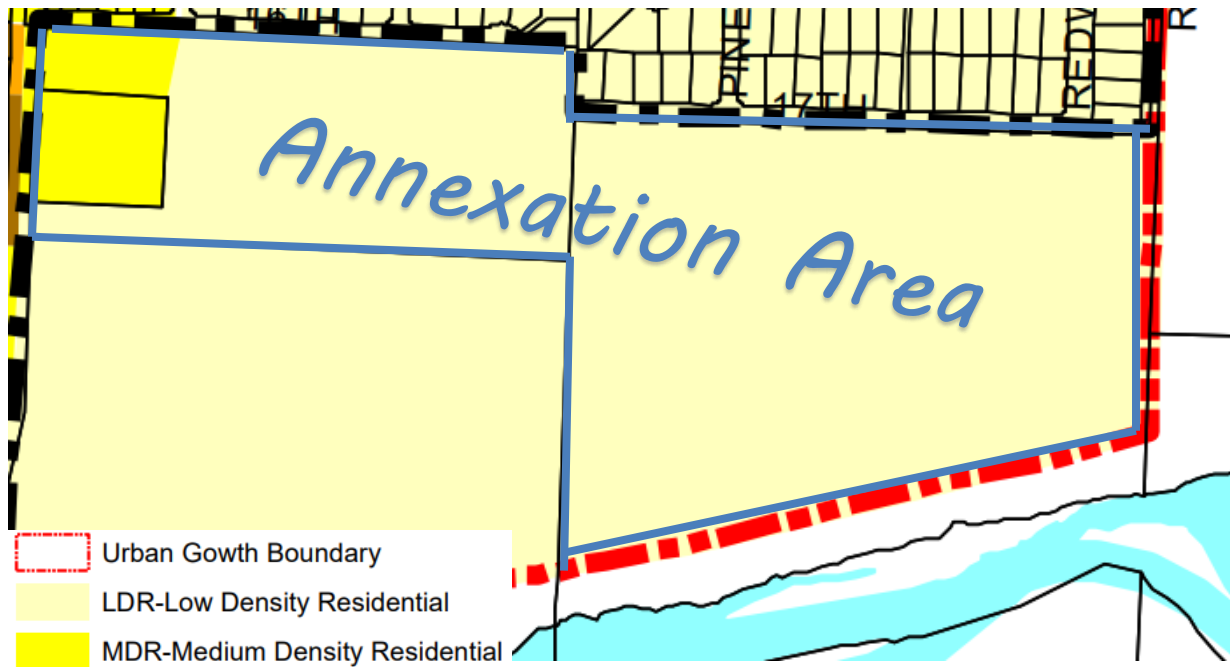 PINE
REDW
17TH
Annexation Area
Urban Gowth Boundary
LDR-Low Density Residential
MDR-Medium Density Residential